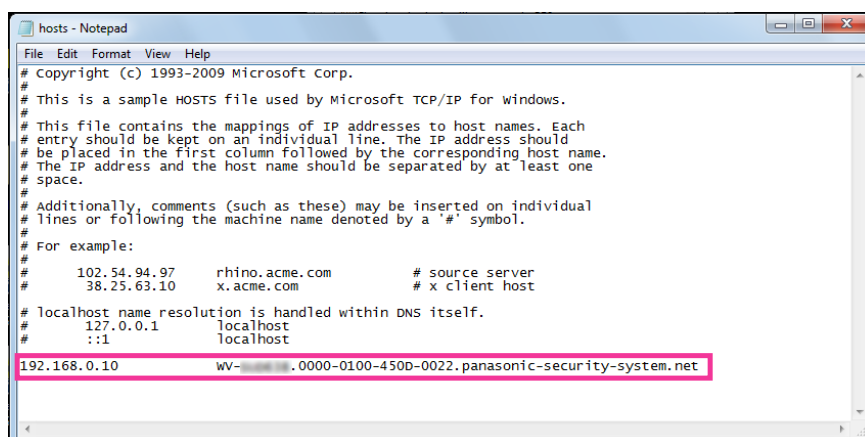 hosts - Notepad
File Edit Format View Help
# Copyright (c) 1993-2009 Microsoft Corp.
#
# This is a sample HOSTS file used by Microsoft TCP/IP for Windows.
#
# This file contains the mappings of IP addresses to host names. Each
# entry should be kept on an individual line. The IP address should
# be placed in the first column followed by the corresponding host name.
# The IP address and the host name should be separated by at least one
# space.
#
# Additionally, comments (such as these) may be inserted on individual
# lines or following the machine name denoted by a '#' symbol.
#
# For example:
#
# 102.54.94.97 rhino.acme.com # source server
# 38.25.63.10 x.acme.com # x client host

# localhost name resolution is handled within DNS itself.
# 127.0.0.1 localhost
# ::1 localhost

192.168.0.10 WV- .0000-0100-450D-0022.panasonic-security-system.net